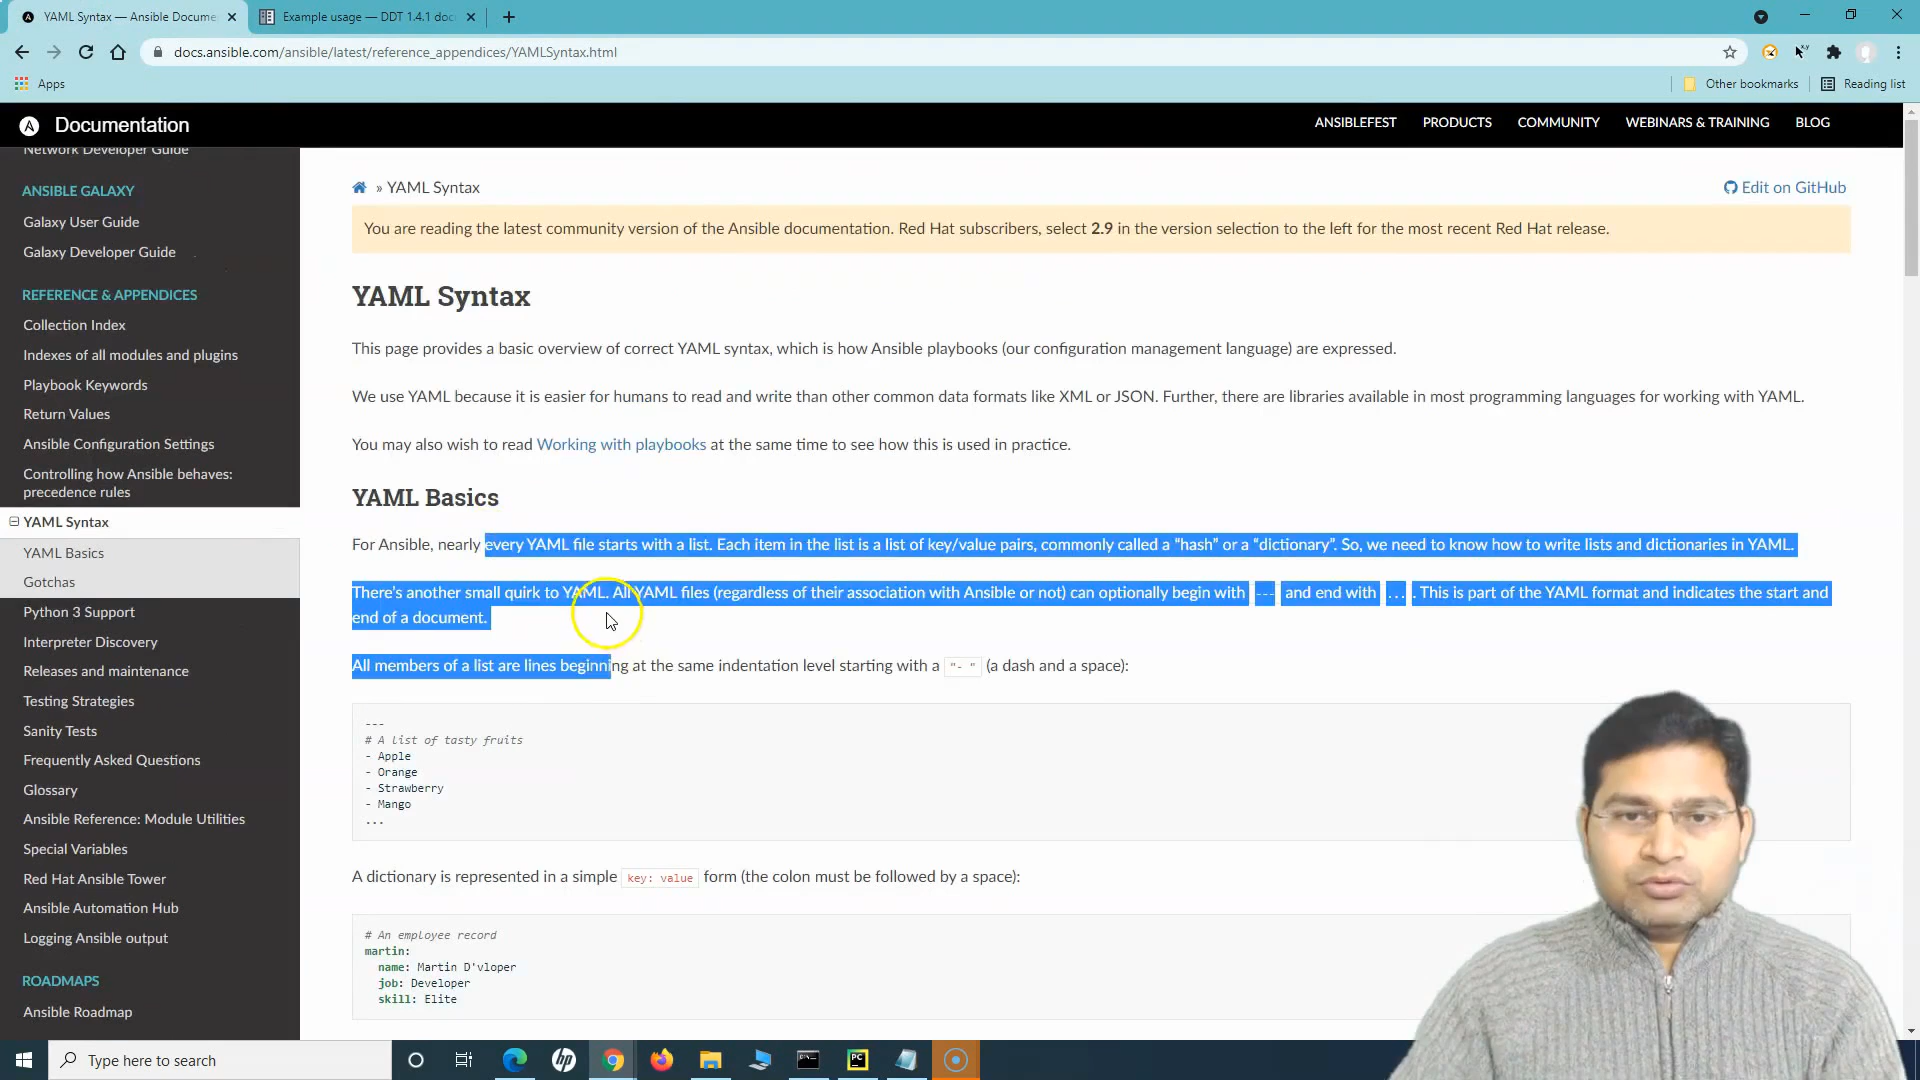 YAML Syntax — Ansible Docume
Example usage — DDT 1.4.1 doc
docs.ansible.com/ansible/latest/reference_appendices/YAMLSyntax.html
Apps
Other bookmarks
Reading list
Documentation
ANSIBLEFEST
PRODUCTS
COMMUNITY
WEBINARS & TRAINING
BLOG
Network Developer Guide
ANSIBLE GALAXY
Galaxy User Guide
Galaxy Developer Guide
REFERENCE & APPENDICES
Collection Index
Indexes of all modules and plugins
Playbook Keywords
Return Values
Ansible Configuration Settings
Controlling how Ansible behaves:
precedence rules
YAML Syntax
YAML Basics
Gotchas
Python 3 Support
Interpreter Discovery
Releases and maintenance
Testing Strategies
Sanity Tests
Frequently Asked Questions
Glossary
Ansible Reference: Module Utilities
Special Variables
Red Hat Ansible Tower
Ansible Automation Hub
Logging Ansible output
ROADMAPS
Ansible Roadmap
» YAML Syntax
Edit on GitHub
You are reading the latest community version of the Ansible documentation. Red Hat subscribers, select 2.9 in the version selection to the left for the most recent Red Hat release.
YAML Syntax
This page provides a basic overview of correct YAML syntax, which is how Ansible playbooks (our configuration management language) are expressed.
We use YAML because it is easier for humans to read and write than other common data formats like XML or JSON. Further, there are libraries available in most programming languages for working with YAML.
You may also wish to read Working with playbooks at the same time to see how this is used in practice.
YAML Basics
For Ansible, nearly every YAML file starts with a list. Each item in the list is a list of key/value pairs, commonly called a “hash” or a “dictionary”. So, we need to know how to write lists and dictionaries in YAML.
There’s another small quirk to YAML. All YAML files (regardless of their association with Ansible or not) can optionally begin with --- and end with ... . This is part of the YAML format and indicates the start and
end of a document.
All members of a list are lines beginning at the same indentation level starting with a "- " (a dash and a space):
---
# A list of tasty fruits
- Apple
- Orange
- Strawberry
- Mango
...
A dictionary is represented in a simple key: value form (the colon must be followed by a space):
# An employee record
martin:
name: Martin D'vloper
job: Developer
skill: Elite
Type here to search
hp
PC